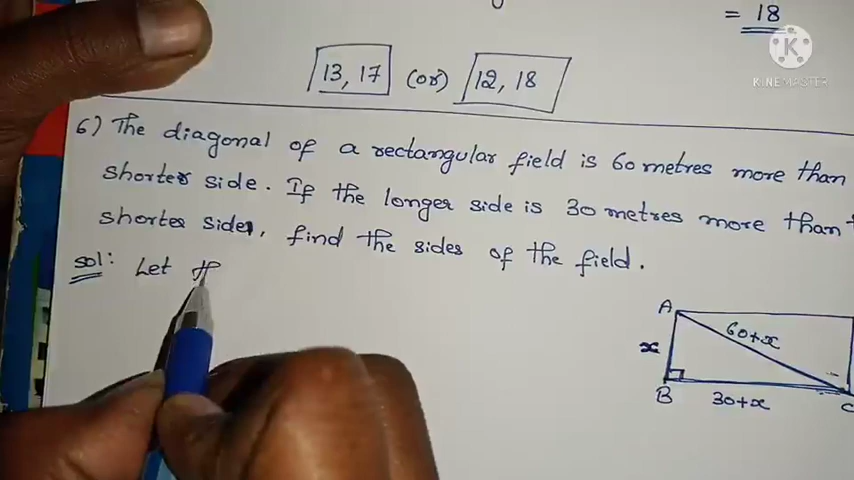 = 18
KINEMASTER
13, 17 (or) 12, 18
6) The diagonal of a rectangular field is 60 metres more than
shorter side. If the longer side is 30 metres more than
shorter side, find the sides of the field.
Sol: Let
A
60+x
x
B
30+x
C